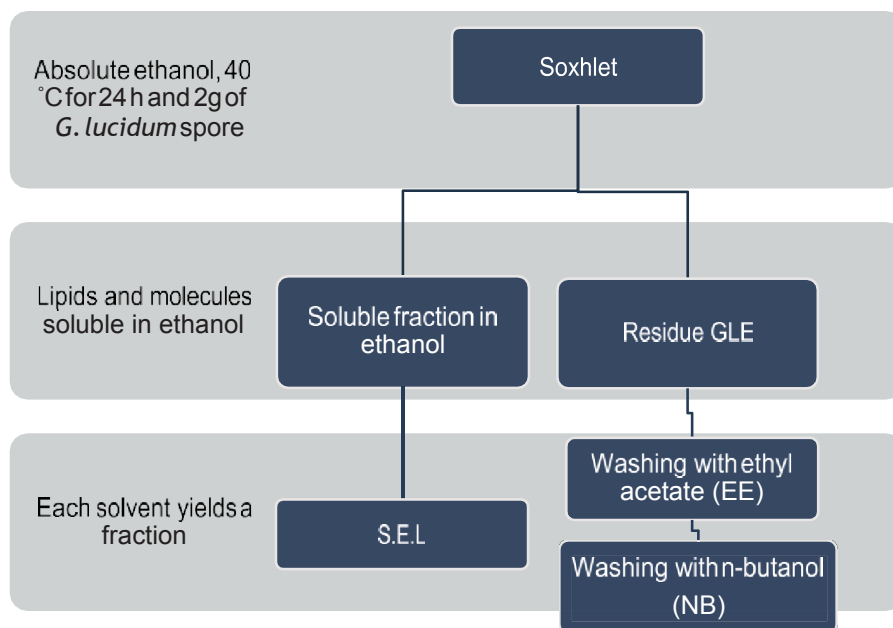 Absolute ethanol, 40
°C for 24 h and 2g of
G. lucidum spore
Soxhlet
Lipids and molecules
soluble in ethanol
Soluble fraction in
ethanol
Residue GLE
Each solvent yields a
fraction
S.E.L
Washing with ethyl
acetate (EE)
Washing with n-butanol
(NB)